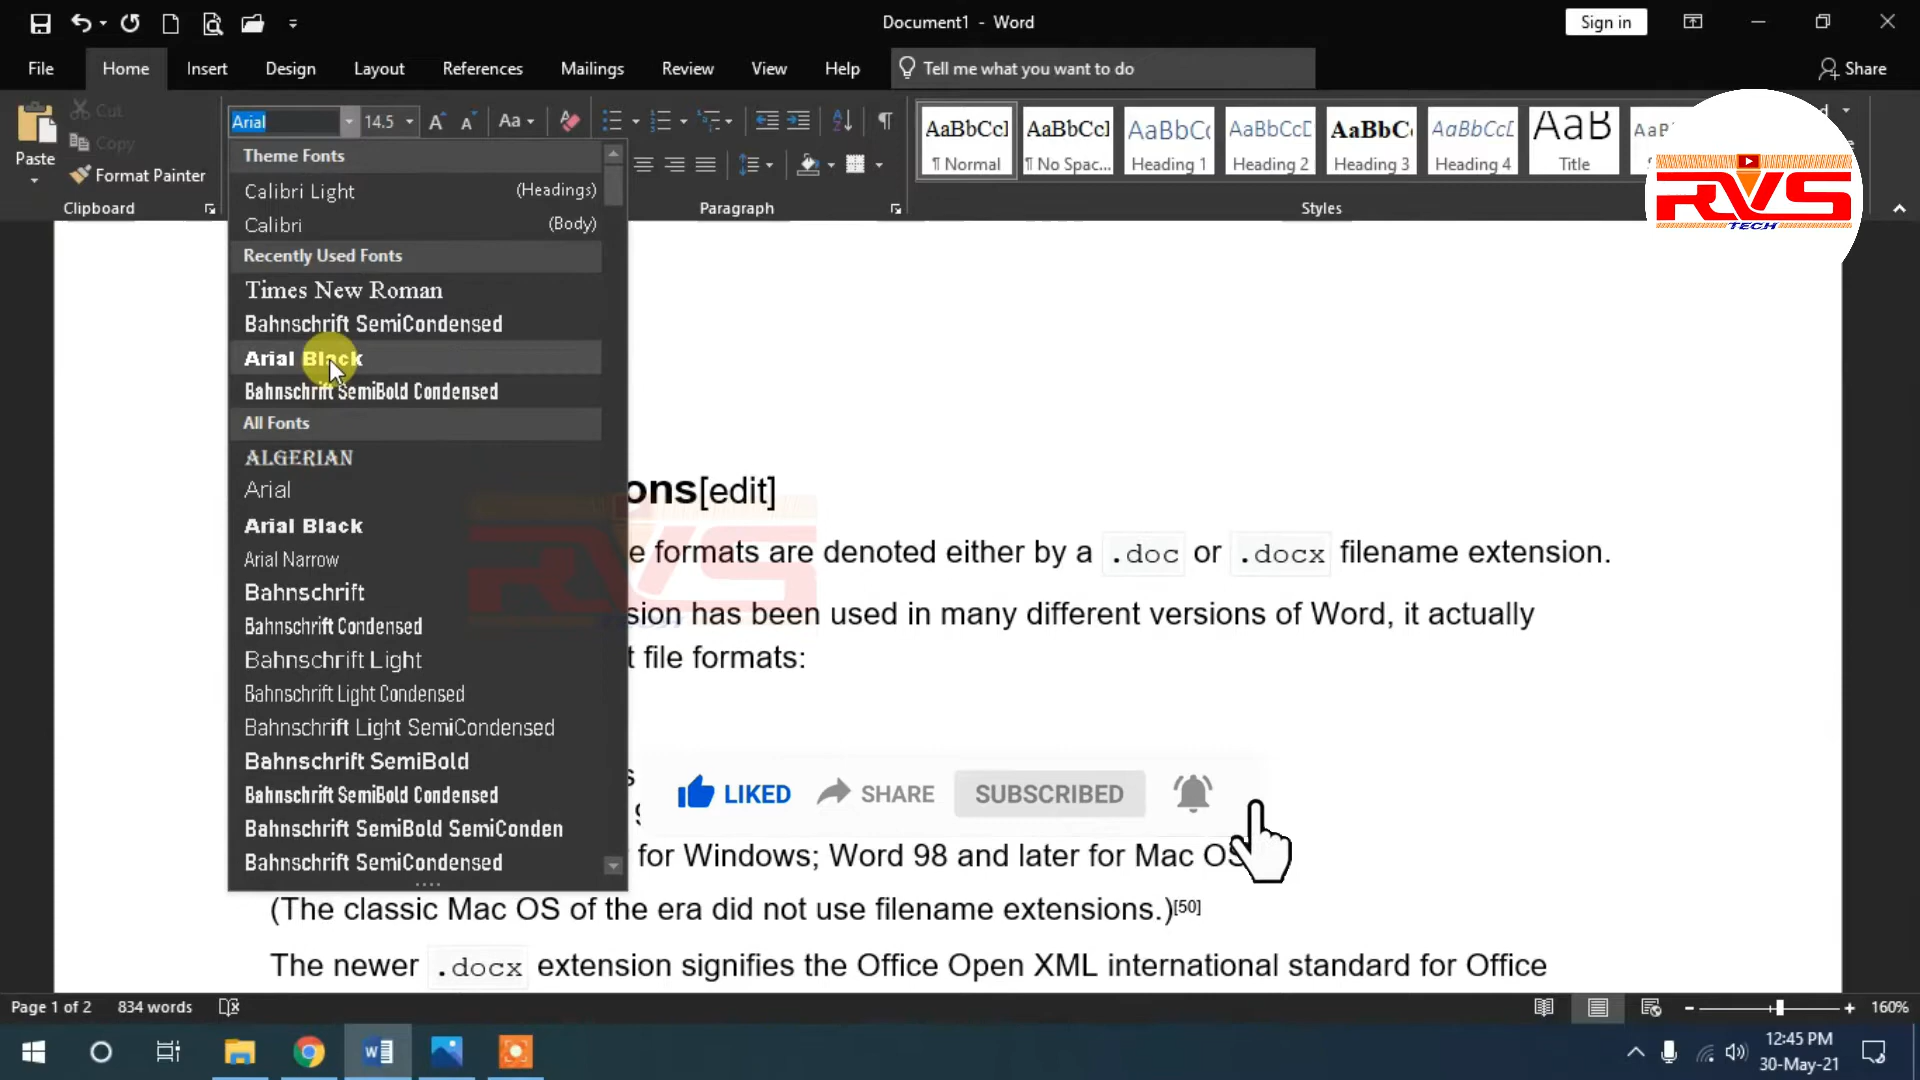 Document1 - Word
Sign in
File Home Insert Design Layout References Mailings Review View Help Tell me what you want to do Share
Cut
Copy
Paste
Format Painter
Clipboard
Arial 14.5 Aa
Paragraph
AaBbCcI AaBbCcI AaBbCc AaBbCcD AaBbCc AaBbCcD AaB
¶ Normal ¶ No Spac... Heading 1 Heading 2 Heading 3 Heading 4 Title
Styles
RVS
TECH
Theme Fonts
Calibri Light (Headings)
Calibri (Body)
Recently Used Fonts
Times New Roman
Bahnschrift SemiCondensed
Arial Black
Bahnschrift SemiBold Condensed
All Fonts
ALGERIAN
Arial
Arial Black
Arial Narrow
Bahnschrift
Bahnschrift Condensed
Bahnschrift Light
Bahnschrift Light Condensed
Bahnschrift Light SemiCondensed
Bahnschrift SemiBold
Bahnschrift SemiBold Condensed
Bahnschrift SemiBold SemiConden
Bahnschrift SemiCondensed
ons[edit]
e formats are denoted either by a .doc or .docx filename extension.
sion has been used in many different versions of Word, it actually
t file formats:
RVS
TECH
LIKED SHARE SUBSCRIBED
for Windows; Word 98 and later for Mac OS
(The classic Mac OS of the era did not use filename extensions.)[50]
The newer .docx extension signifies the Office Open XML international standard for Office
Page 1 of 2 834 words
160%
12:45 PM
30-May-21